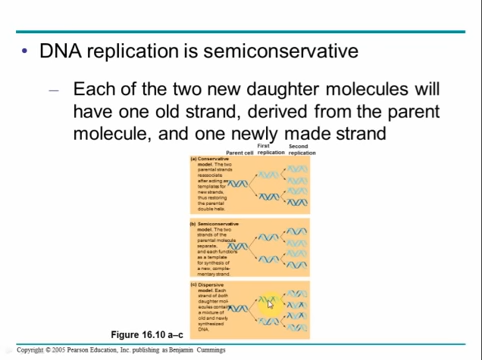 • DNA replication is semiconservative
– Each of the two new daughter molecules will
have one old strand, derived from the parent
molecule, and one newly made strand
Parent cell
First
replication
Second
replication
(a) Conservative
model. The two
parental strands
reassociate
after acting as
templates for
new strands,
thus restoring
the parental
double helix.
(b) Semiconservative
model. The two
strands of the
parental molecule
separate,
and each functions
as a template
for synthesis of
a new, comple-
mentary strand.
(c) Dispersive
model. Each
strand of both
daughter mol-
ecules contains
a mixture of
old and newly
synthesized
DNA.
Figure 16.10 a–c
Copyright © 2005 Pearson Education, Inc. publishing as Benjamin Cummings